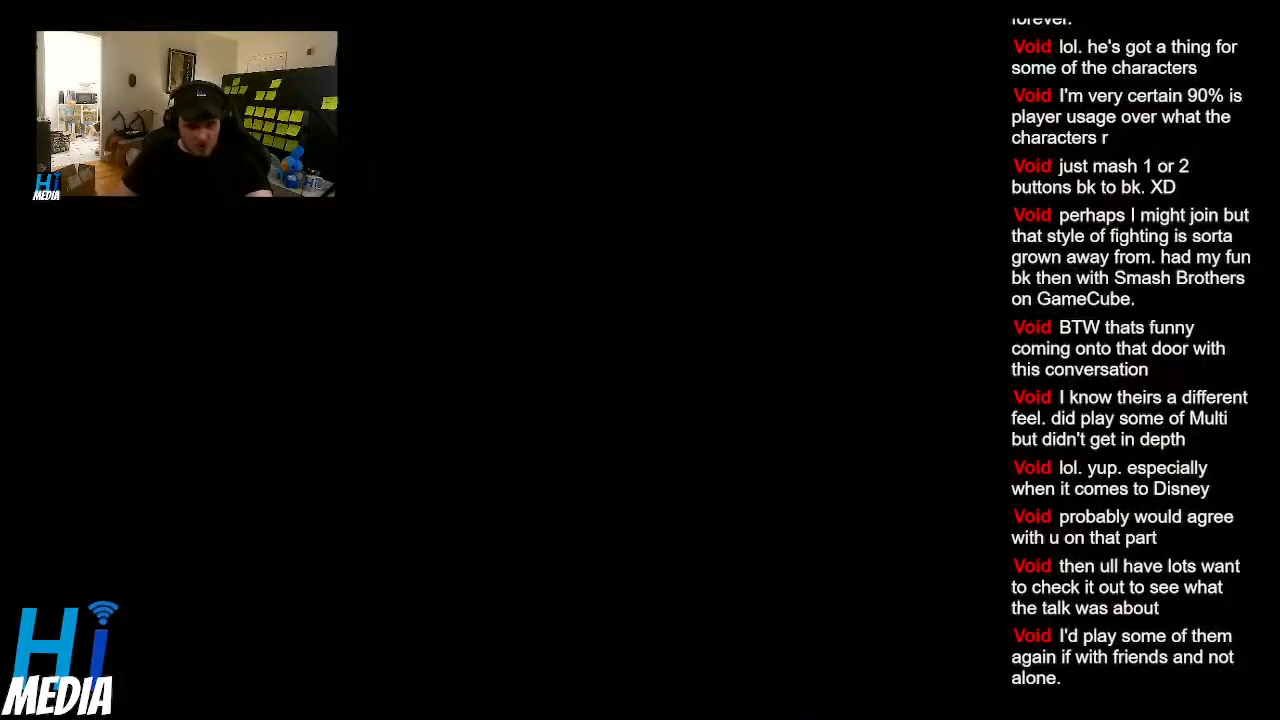 forever.
Void lol. he's got a thing for
some of the characters
Void I'm very certain 90% is
player usage over what the
characters r
Void just mash 1 or 2
buttons bk to bk. XD
Void perhaps I might join but
that style of fighting is sorta
grown away from. had my fun
bk then with Smash Brothers
on GameCube.
Void BTW thats funny
coming onto that door with
this conversation
Void I know theirs a different
feel. did play some of Multi
but didn't get in depth
Void lol. yup. especially
when it comes to Disney
Void probably would agree
with u on that part
Void then ull have lots want
to check it out to see what
the talk was about
Void I'd play some of them
again if with friends and not
alone.
Hi
MEDIA
Hi
MEDIA